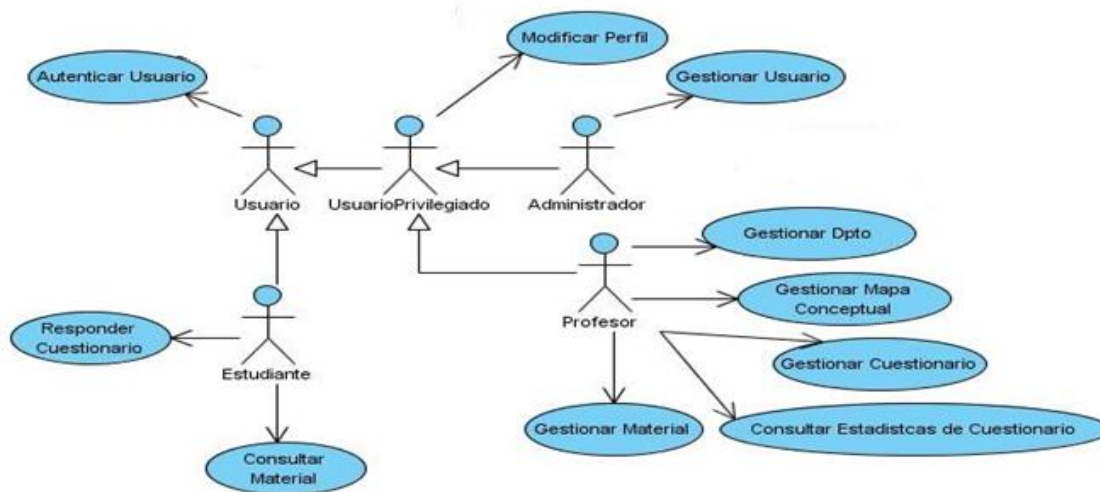 Modificar Perfil
Autenticar Usuario
Gestionar Usuario
Usuario
UsuarioPrivilegiado
Administrador
Gestionar Dpto
Gestionar Mapa
Conceptual
Profesor
Responder
Cuestionario
Gestionar Cuestionario
Estudiante
Gestionar Material
Consultar Estadistcas de Cuestionario
Consultar
Material